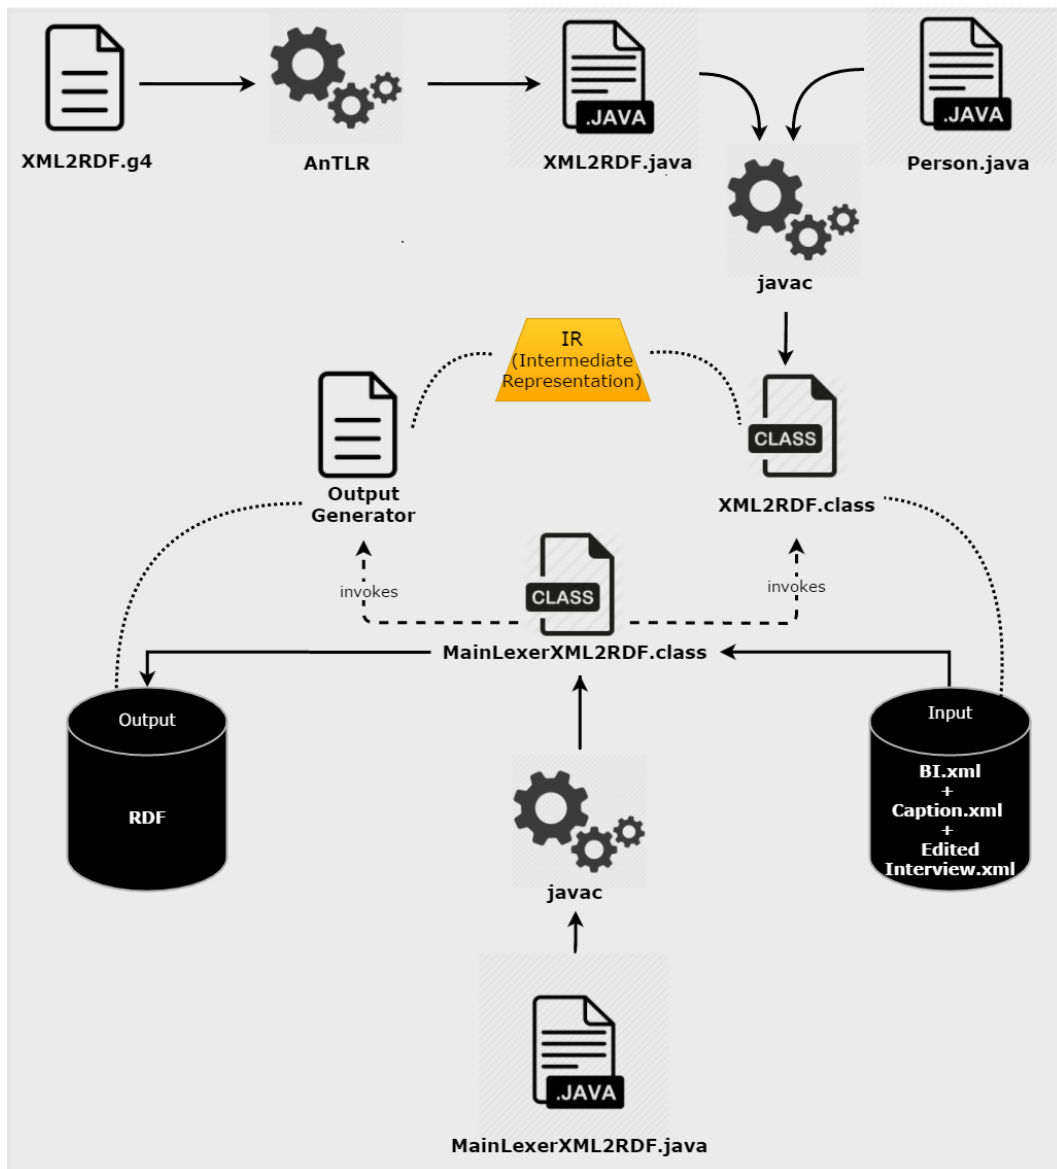 .JAVA
.JAVA
XML2RDF.g4
AnTLR
XML2RDF.java
Person.java
javac
IR
(Intermediate
Representation)
CLASS
Output
Generator
XML2RDF.class
invokes
CLASS
invokes
MainLexerXML2RDF.class
Output
RDF
Input
BI.xml
+
Caption.xml
+
Edited
Interview.xml
javac
.JAVA
MainLexerXML2RDF.java